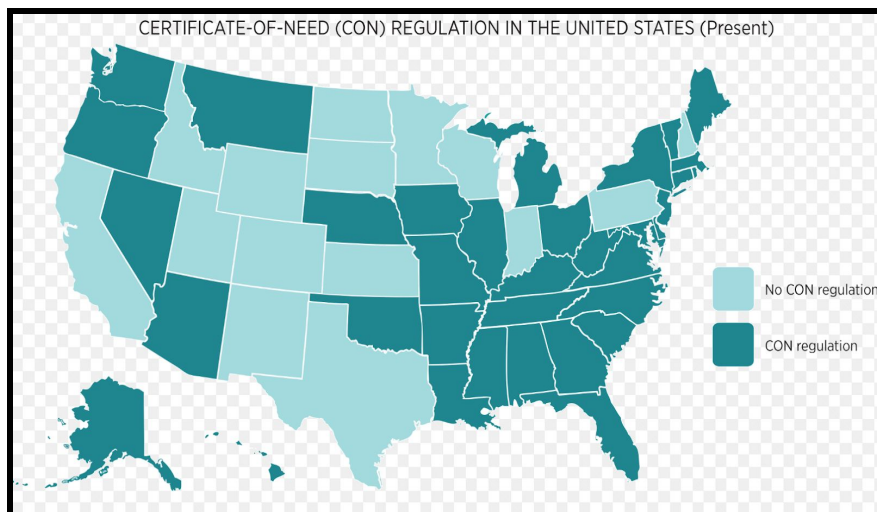 CERTIFICATE-OF-NEED (CON) REGULATION IN THE UNITED STATES (Present)
No CON regulation
CON regulation